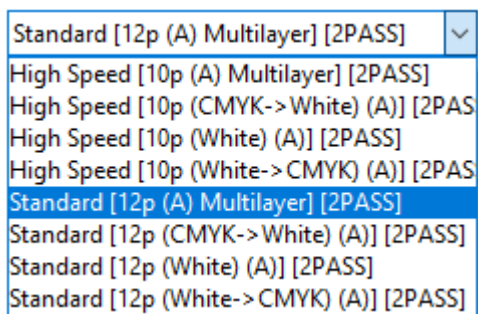 Standard [12p (A) Multilayer] [2PASS]
High Speed [10p (A) Multilayer] [2PASS]
High Speed [10p (CMYK->White) (A)] [2PAS
High Speed [10p (White) (A)] [2PASS]
High Speed [10p (White->CMYK) (A)] [2PAS
Standard [12p (A) Multilayer] [2PASS]
Standard [12p (CMYK->White) (A)] [2PASS]
Standard [12p (White) (A)] [2PASS]
Standard [12p (White->CMYK) (A)] [2PASS]